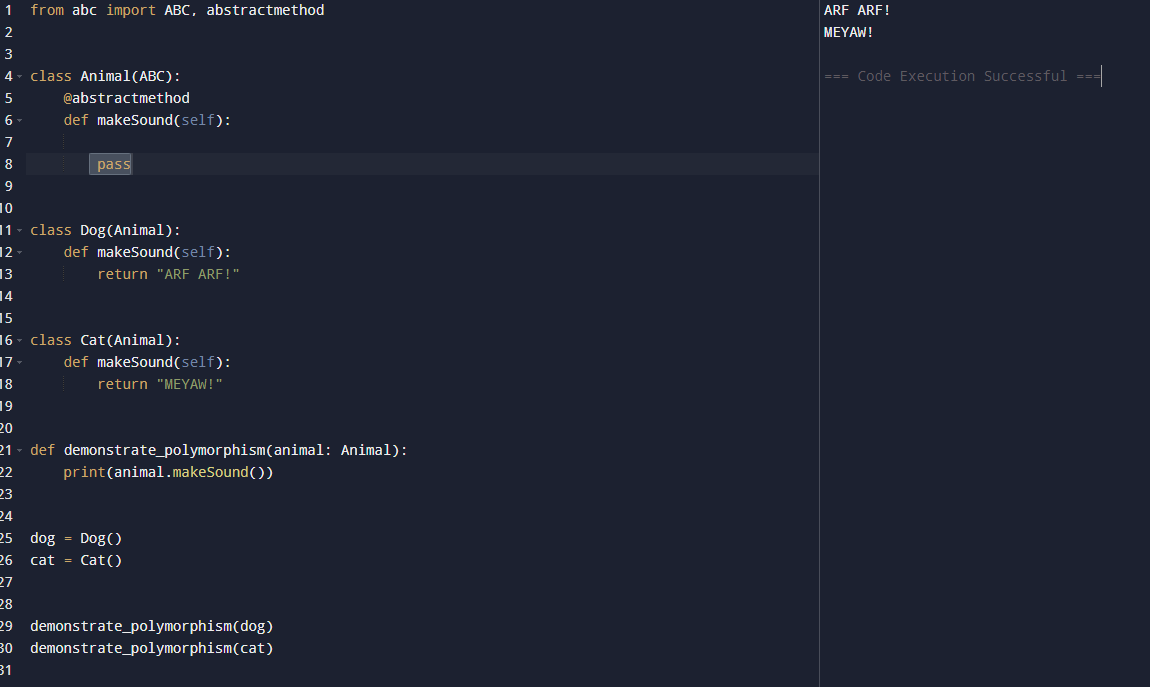 1 from abc import ABC, abstractmethod
2
3
4 class Animal(ABC):
5     @abstractmethod
6     def makeSound(self):
7
8         pass
9
10
11 class Dog(Animal):
12     def makeSound(self):
13         return "ARF ARF!"
14
15
16 class Cat(Animal):
17     def makeSound(self):
18         return "MEYAW!"
19
20
21 def demonstrate_polymorphism(animal: Animal):
22     print(animal.makeSound())
23
24
25 dog = Dog()
26 cat = Cat()
27
28
29 demonstrate_polymorphism(dog)
30 demonstrate_polymorphism(cat)
31
ARF ARF!
MEYAW!
=== Code Execution Successful ===